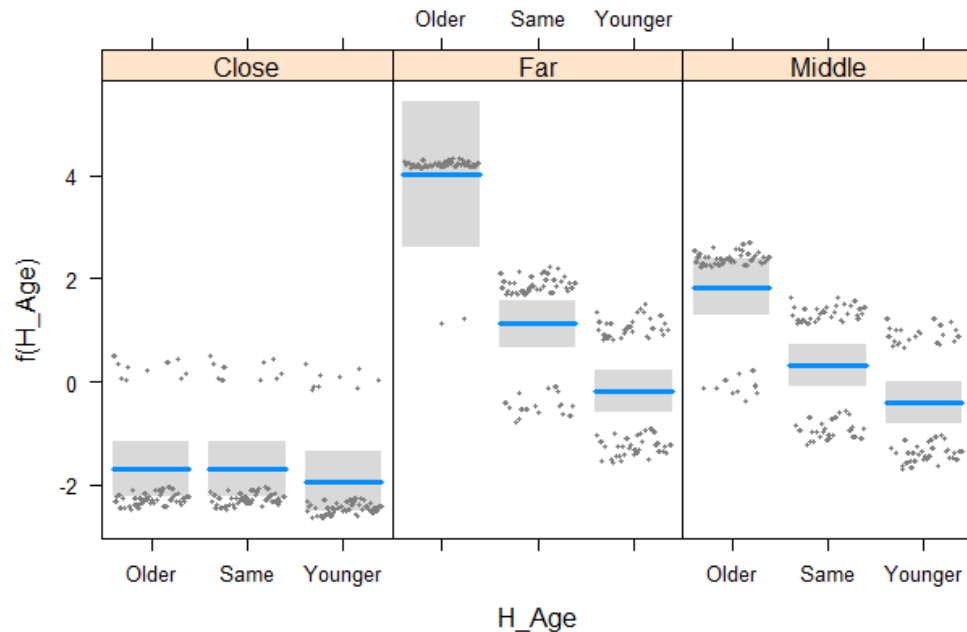 Older Same Younger
Close Far Middle
4
2
0
-2
f(H_Age)
Older Same Younger Older Same Younger
H_Age